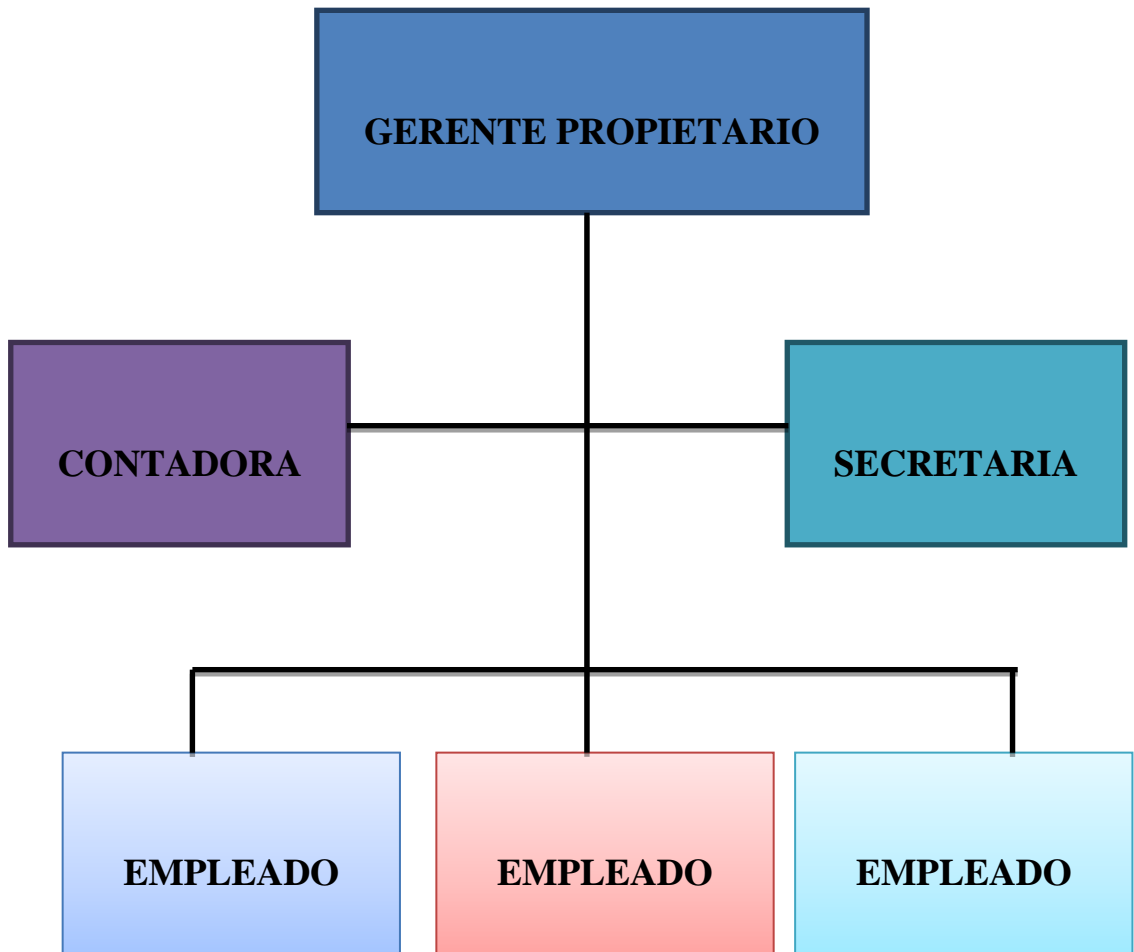 GERENTE PROPIETARIO
CONTADORA
SECRETARIA
EMPLEADO
EMPLEADO
EMPLEADO